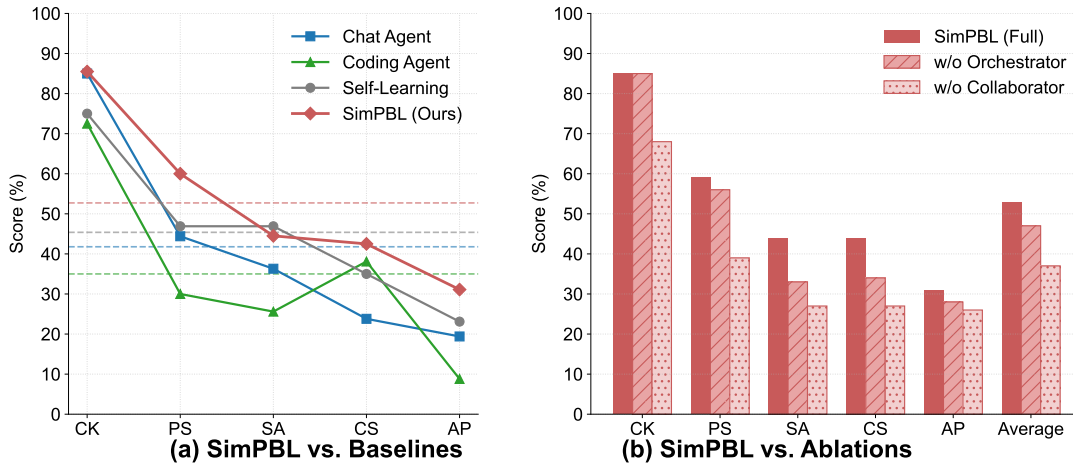 100
90
80
70
60
50
40
30
20
10
0
Score (%)
Chat Agent
Coding Agent
Self-Learning
SimPBL (Ours)
CK PS SA CS AP
(a) SimPBL vs. Baselines
100
90
80
70
60
50
40
30
20
10
0
Score (%)
SimPBL (Full)
w/o Orchestrator
w/o Collaborator
CK PS SA CS AP Average
(b) SimPBL vs. Ablations